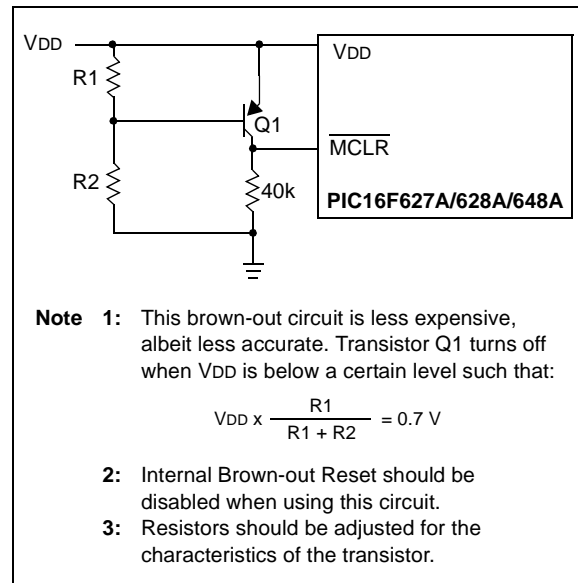 VDD
VDD
R1
Q1
MCLR
R2
40k
PIC16F627A/628A/648A
Note 1: This brown-out circuit is less expensive,
albeit less accurate. Transistor Q1 turns off
when VDD is below a certain level such that:
VDD x R1 / R1 + R2 = 0.7 V
2: Internal Brown-out Reset should be
disabled when using this circuit.
3: Resistors should be adjusted for the
characteristics of the transistor.